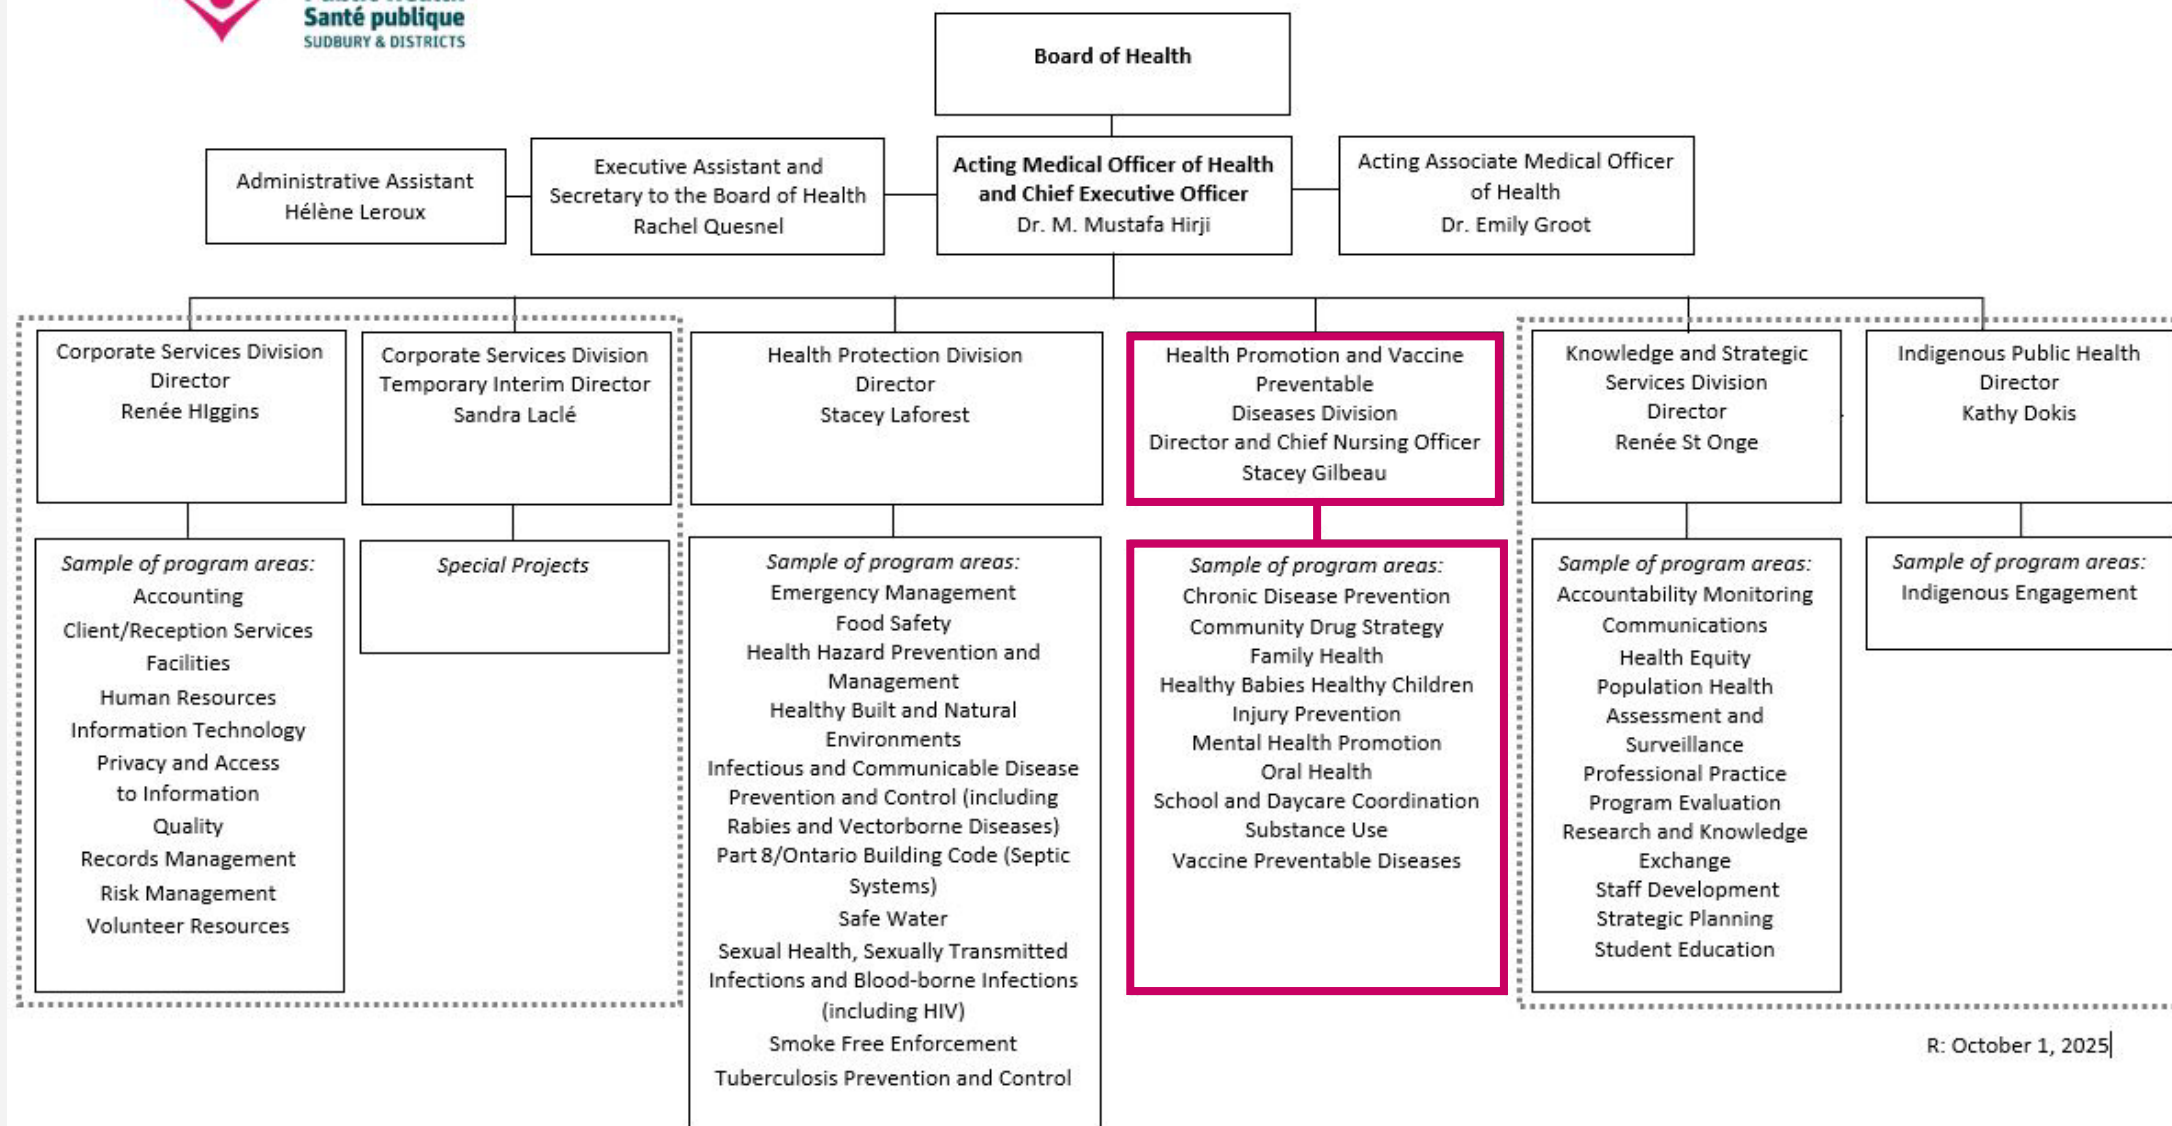 Santé publique
SUDBURY & DISTRICTS
Board of Health
Administrative Assistant
Hélène Leroux
Executive Assistant and
Secretary to the Board of Health
Rachel Quesnel
Acting Medical Officer of Health
and Chief Executive Officer
Dr. M. Mustafa Hirji
Acting Associate Medical Officer
of Health
Dr. Emily Groot
Corporate Services Division
Director
Renée HIggins
Corporate Services Division
Temporary Interim Director
Sandra Laclé
Health Protection Division
Director
Stacey Laforest
Health Promotion and Vaccine
Preventable
Diseases Division
Director and Chief Nursing Officer
Stacey Gilbeau
Knowledge and Strategic
Services Division
Director
Renée St Onge
Indigenous Public Health
Director
Kathy Dokis
Sample of program areas:
Accounting
Client/Reception Services
Facilities
Human Resources
Information Technology
Privacy and Access
to Information
Quality
Records Management
Risk Management
Volunteer Resources
Special Projects
Sample of program areas:
Emergency Management
Food Safety
Health Hazard Prevention and
Management
Healthy Built and Natural
Environments
Infectious and Communicable Disease
Prevention and Control (including
Rabies and Vectorborne Diseases)
Part 8/Ontario Building Code (Septic
Systems)
Safe Water
Sexual Health, Sexually Transmitted
Infections and Blood-borne Infections
(including HIV)
Smoke Free Enforcement
Tuberculosis Prevention and Control
Sample of program areas:
Chronic Disease Prevention
Community Drug Strategy
Family Health
Healthy Babies Healthy Children
Injury Prevention
Mental Health Promotion
Oral Health
School and Daycare Coordination
Substance Use
Vaccine Preventable Diseases
Sample of program areas:
Accountability Monitoring
Communications
Health Equity
Population Health
Assessment and
Surveillance
Professional Practice
Program Evaluation
Research and Knowledge
Exchange
Staff Development
Strategic Planning
Student Education
Sample of program areas:
Indigenous Engagement
R: October 1, 2025